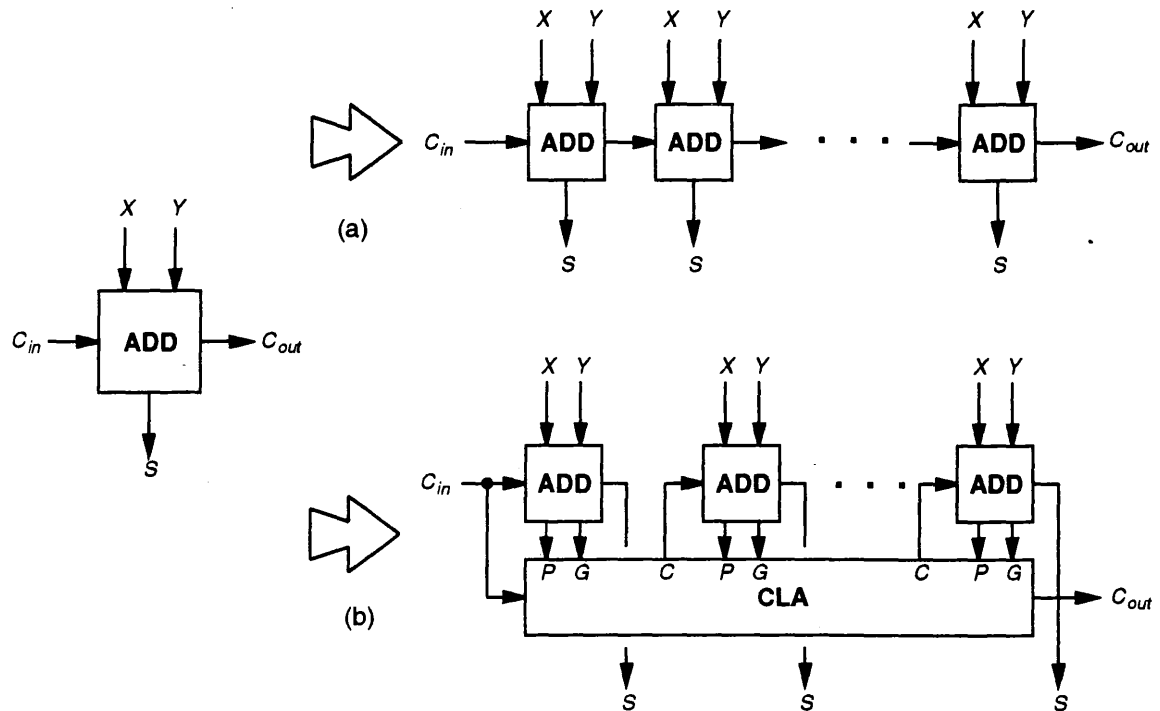 X Y X Y X Y
C_in ADD ADD . . . ADD C_out
(a)
S S S
X Y
C_in ADD C_out
S
X Y X Y X Y
C_in ADD ADD . . . ADD
P G C P G C P G
CLA C_out
(b)
S S S